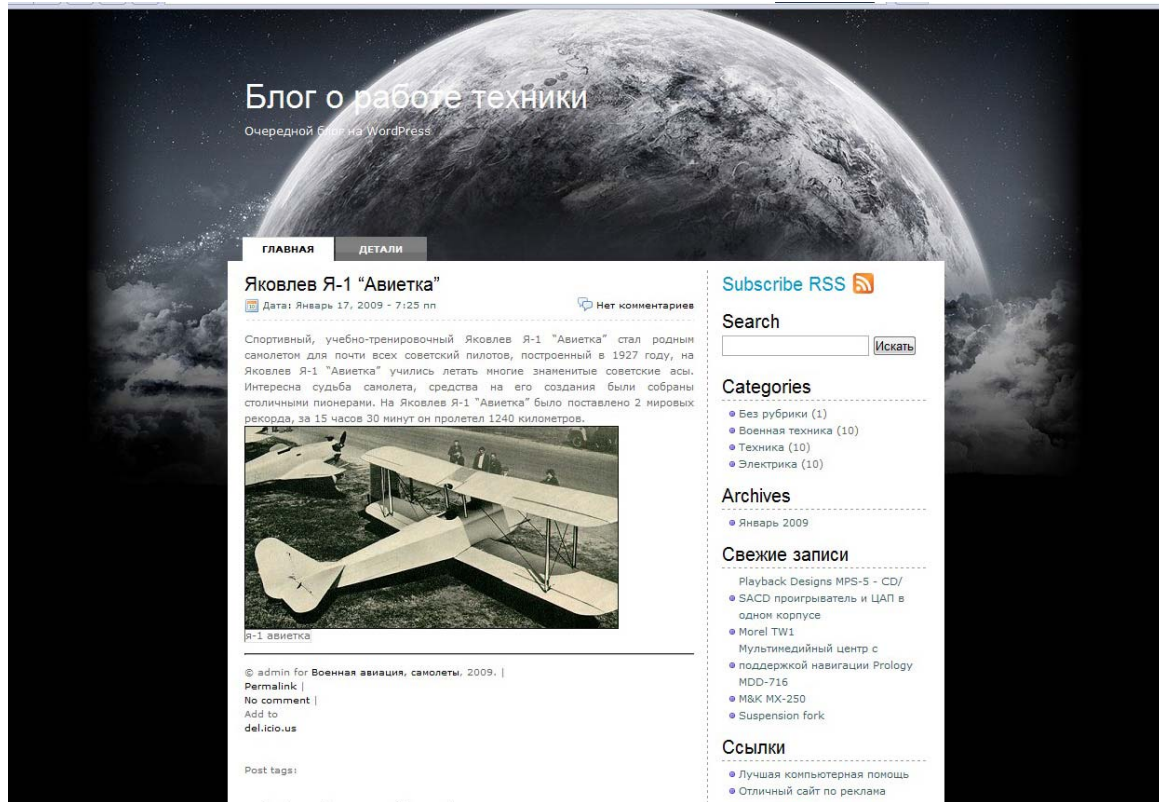 Блог о работе техники
Очередной блог на WordPress
ГЛАВНАЯ
ДЕТАЛИ
Яковлев Я-1 “Авиетка”
Дата: Январь 17, 2009 - 7:25 пп
Нет комментариев
Спортивный, учебно-тренировочный Яковлев Я-1 “Авиетка” стал родным
самолетом для почти всех советский пилотов, построенный в 1927 году, на
Яковлев Я-1 “Авиетка” учились летать многие знаменитые советские асы.
Интересна судьба самолета, средства на его создания были собраны
столичными пионерами. На Яковлев Я-1 “Авиетка” было поставлено 2 мировых
рекорда, за 15 часов 30 минут он пролетел 1240 километров.
я-1 авиетка
© admin for Военная авиация, самолеты, 2009. |
Permalink |
No comment |
Add to
del.icio.us
Post tags:
Subscribe RSS
Search
Искать
Categories
Без рубрики (1)
Военная техника (10)
Техника (10)
Электрика (10)
Archives
Январь 2009
Свежие записи
Playback Designs MPS-5 - CD/
SACD проигрыватель и ЦАП в
одном корпусе
Morel TW1
Мультимедийный центр с
поддержкой навигации Prology
MDD-716
M&K MX-250
Suspension fork
Ссылки
Лучшая компьютерная помощь
Отличный сайт по реклама